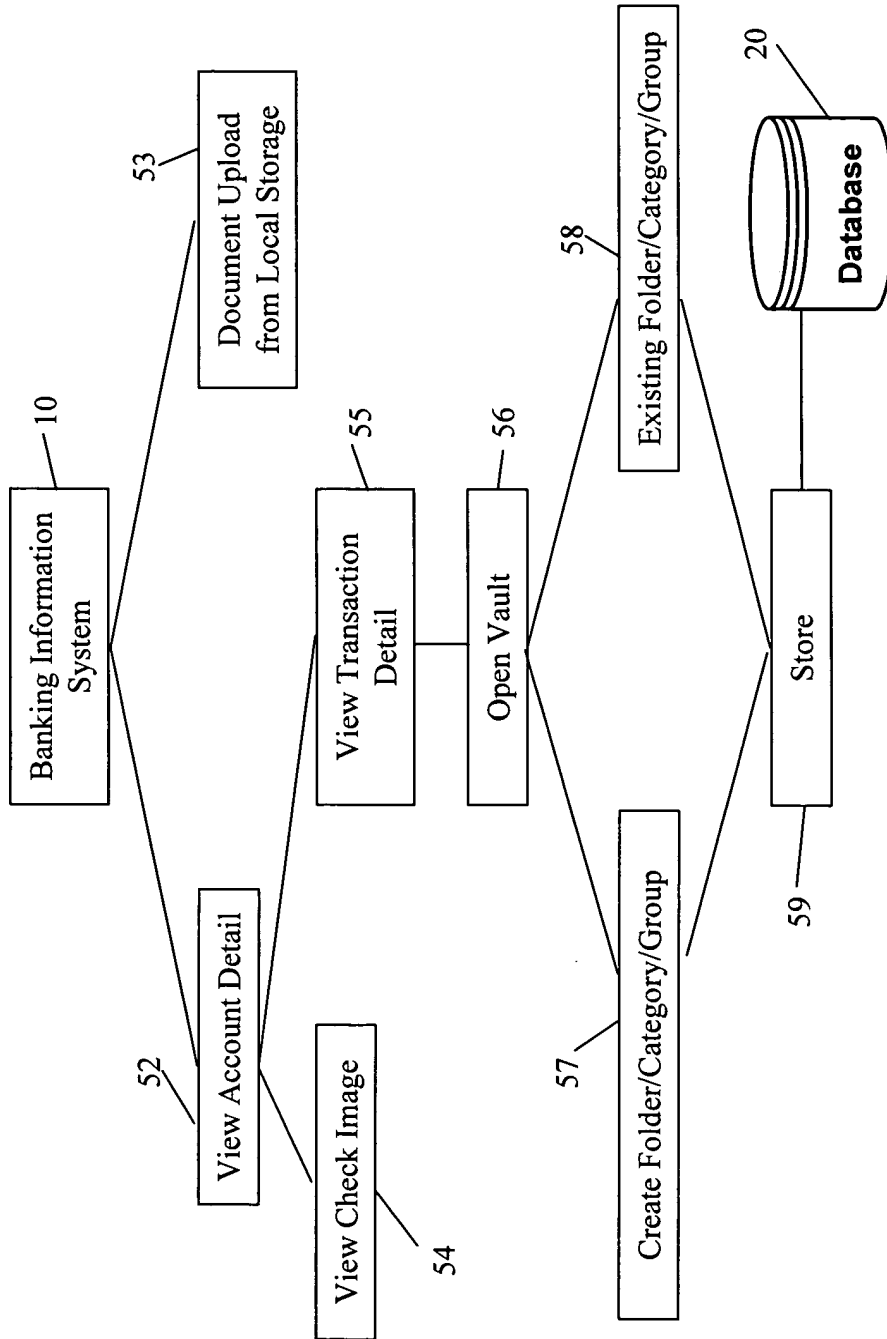 10
Banking Information
System
52
View Account Detail
53
Document Upload
from Local Storage
View Check Image
54
55
View Transaction
Detail
56
Open Vault
57
Create Folder/Category/Group
58
Existing Folder/Category/Group
59
Store
20
Database